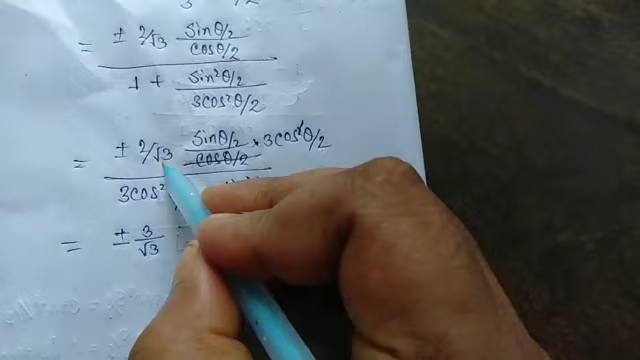 = ± 2/√3 sinθ/2 / cosθ/2
1 + sin²θ/2 / 3cos²θ/2
= ± 2/√3 sinθ/2 / cosθ/2 × 3cos²θ/2
3cos²
= ± 3/√3